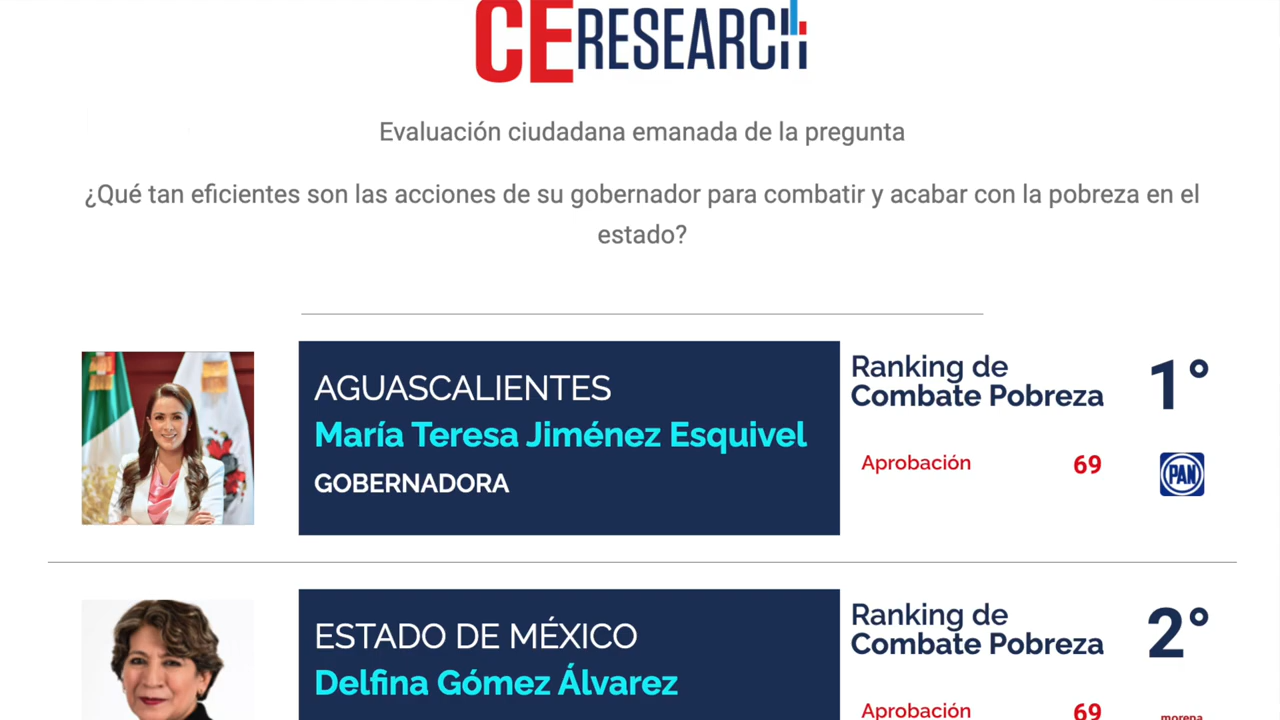 CERESEARCH
Evaluación ciudadana emanada de la pregunta
¿Qué tan eficientes son las acciones de su gobernador para combatir y acabar con la pobreza en el
estado?
AGUASCALIENTES
María Teresa Jiménez Esquivel
GOBERNADORA
Ranking de
Combate Pobreza
1°
Aprobación 69
PAN
ESTADO DE MÉXICO
Delfina Gómez Álvarez
Ranking de
Combate Pobreza
2°
Aprobación 69
morena